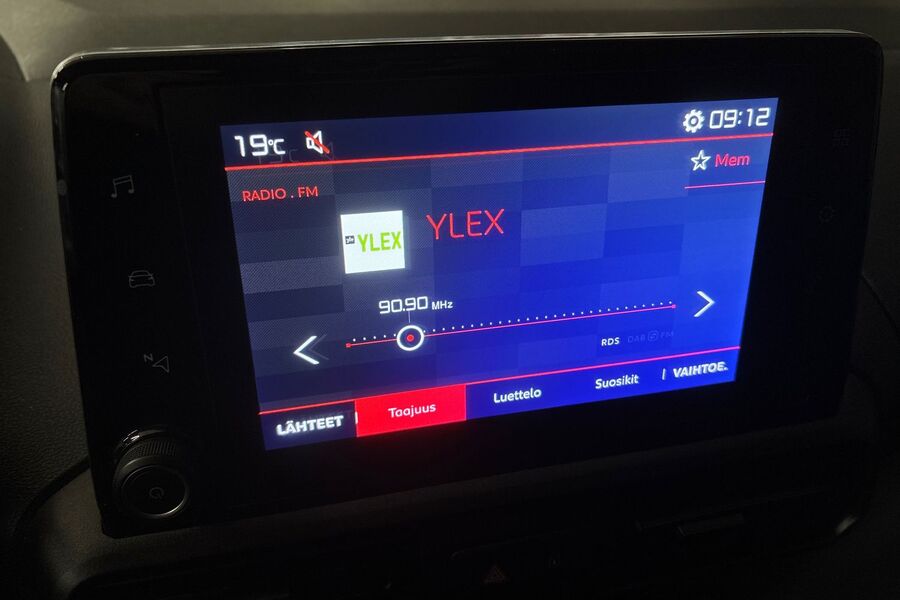 19°C
09:12
Mem
RADIO . FM
yle YLEX
YLEX
90.90 MHz
RDS DAB FM
LÄHTEET
Taajuus
Luettelo
Suosikit
VAIHTOE.
N